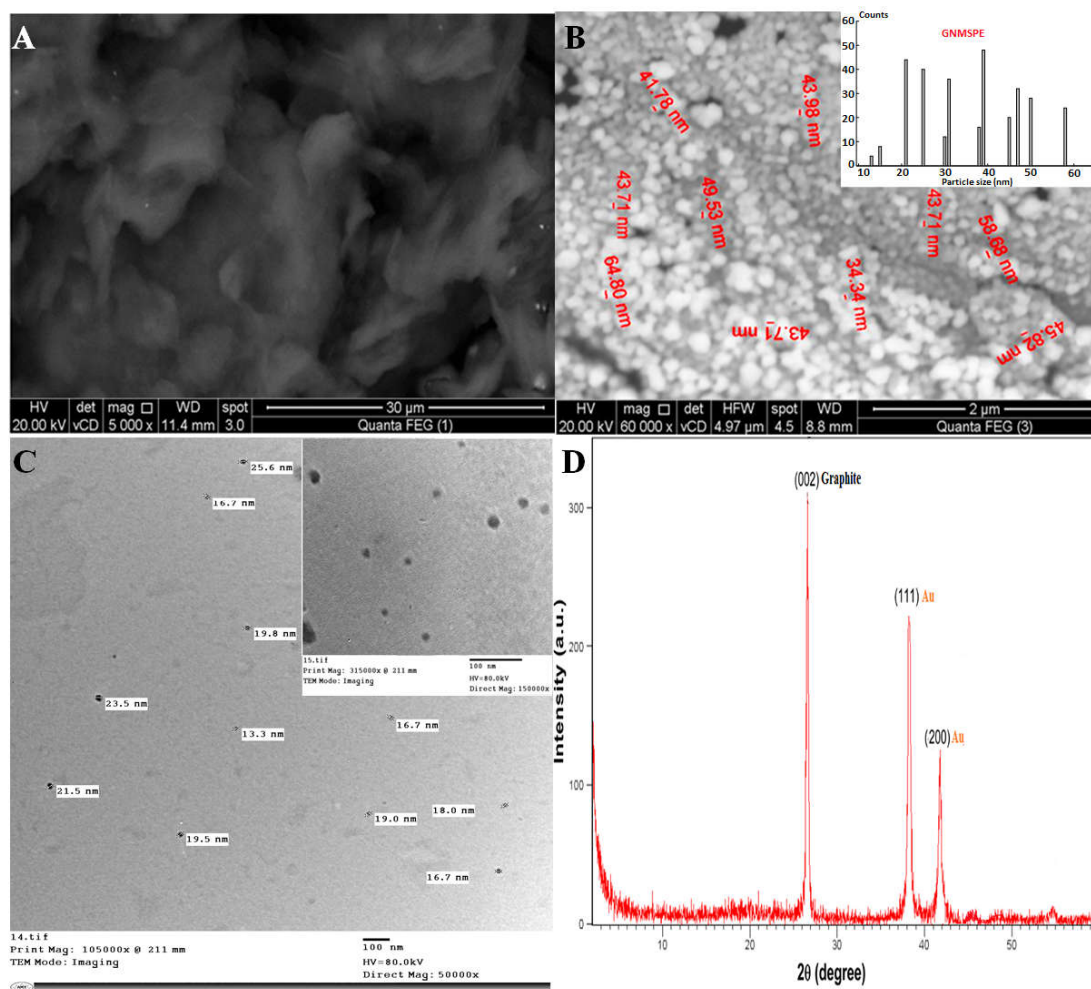 A
HV det mag WD spot 30 µm
20.00 kV vCD 5 000 x 11.4 mm 3.0 Quanta FEG (1)
B
41.78 nm
43.98 nm
43.71 nm
49.53 nm
43.71 nm
58.68 nm
64.80 nm
34.34 nm
43.71 nm
45.82 nm
Counts
GNMSPE
60
50
40
30
20
10
0
10 20 30 40 50 60
Particle size (nm)
HV det mag HFW spot WD 2 µm
20.00 kV vCD 60 000 x 4.97 µm 4.5 8.8 mm Quanta FEG (3)
C
25.6 nm
16.7 nm
19.8 nm
23.5 nm
13.3 nm
16.7 nm
21.5 nm
18.0 nm
19.0 nm
19.5 nm
16.7 nm
15.tif
Print Mag: 315000x @ 211 mm
TEM Mode: Imaging
100 nm
HV=80.0kV
Direct Mag: 150000x
14.tif
Print Mag: 105000x @ 211 mm
TEM Mode: Imaging
100 nm
HV=80.0kV
Direct Mag: 50000x
D
(002) Graphite
(111) Au
(200) Au
Intensity (a.u.)
300
200
100
0
10 20 30 40 50
2θ (degree)